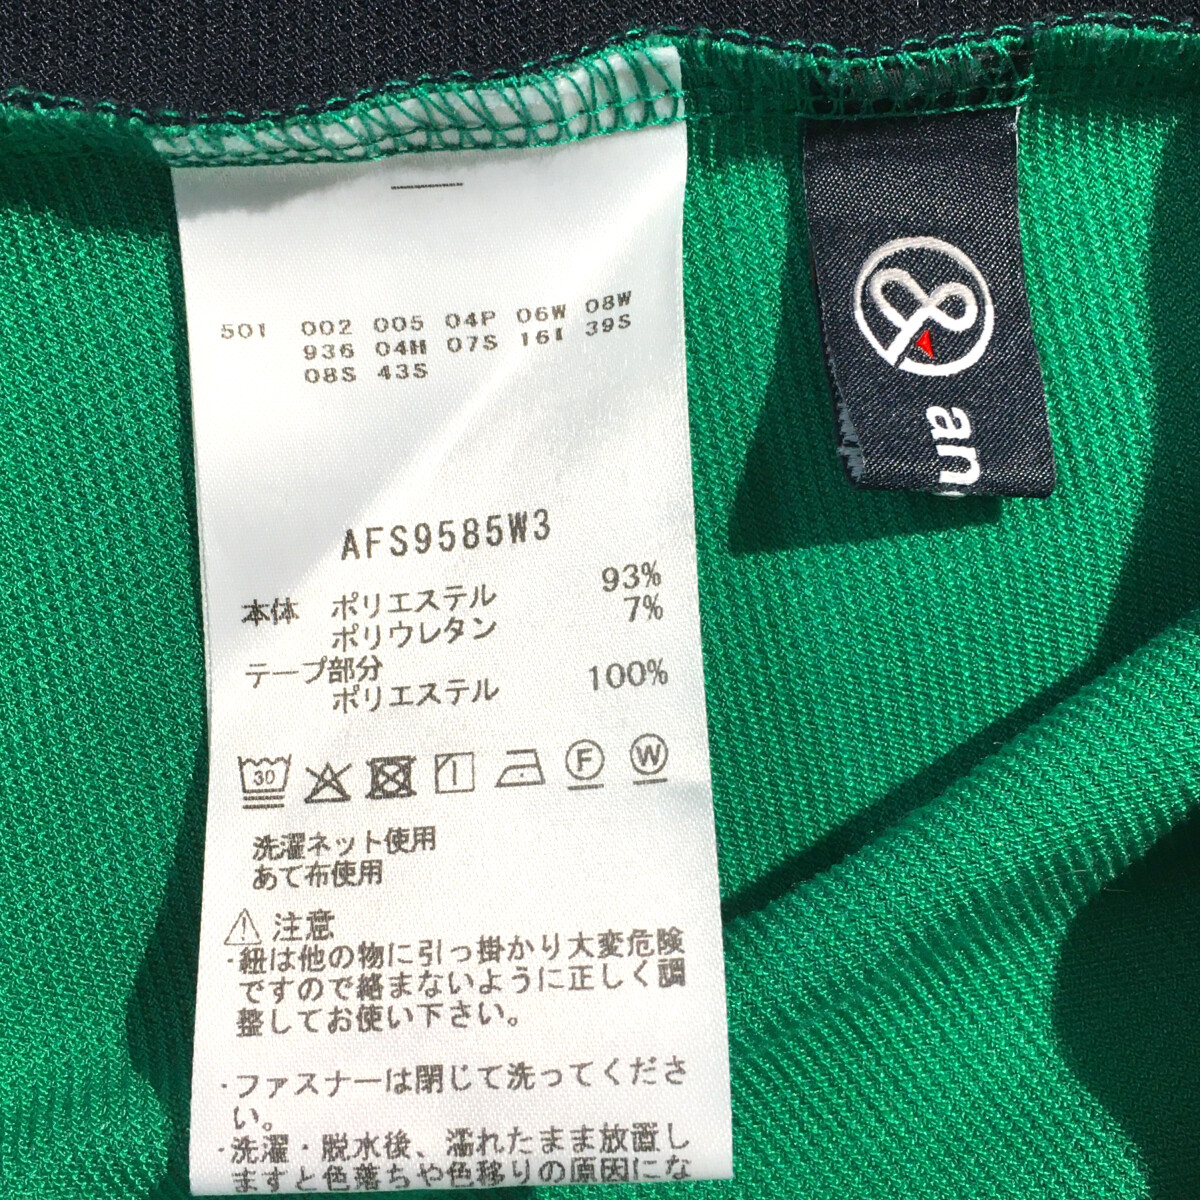 501 002 005 04P 06W 08W
936 04H 07S 16I 39S
08S 43S
AFS9585W3
本体 ポリエステル 93%
ポリウレタン 7%
テープ部分
ポリエステル 100%
30 F W
洗濯ネット使用
あて布使用
注意
・紐は他の物に引っ掛かり大変危険
ですので絡まないように正しく調
整してお使い下さい。
・ファスナーは閉じて洗ってくださ
い。
・洗濯・脱水後、濡れたまま放置し
ますと色落ちや色移りの原因にな
an